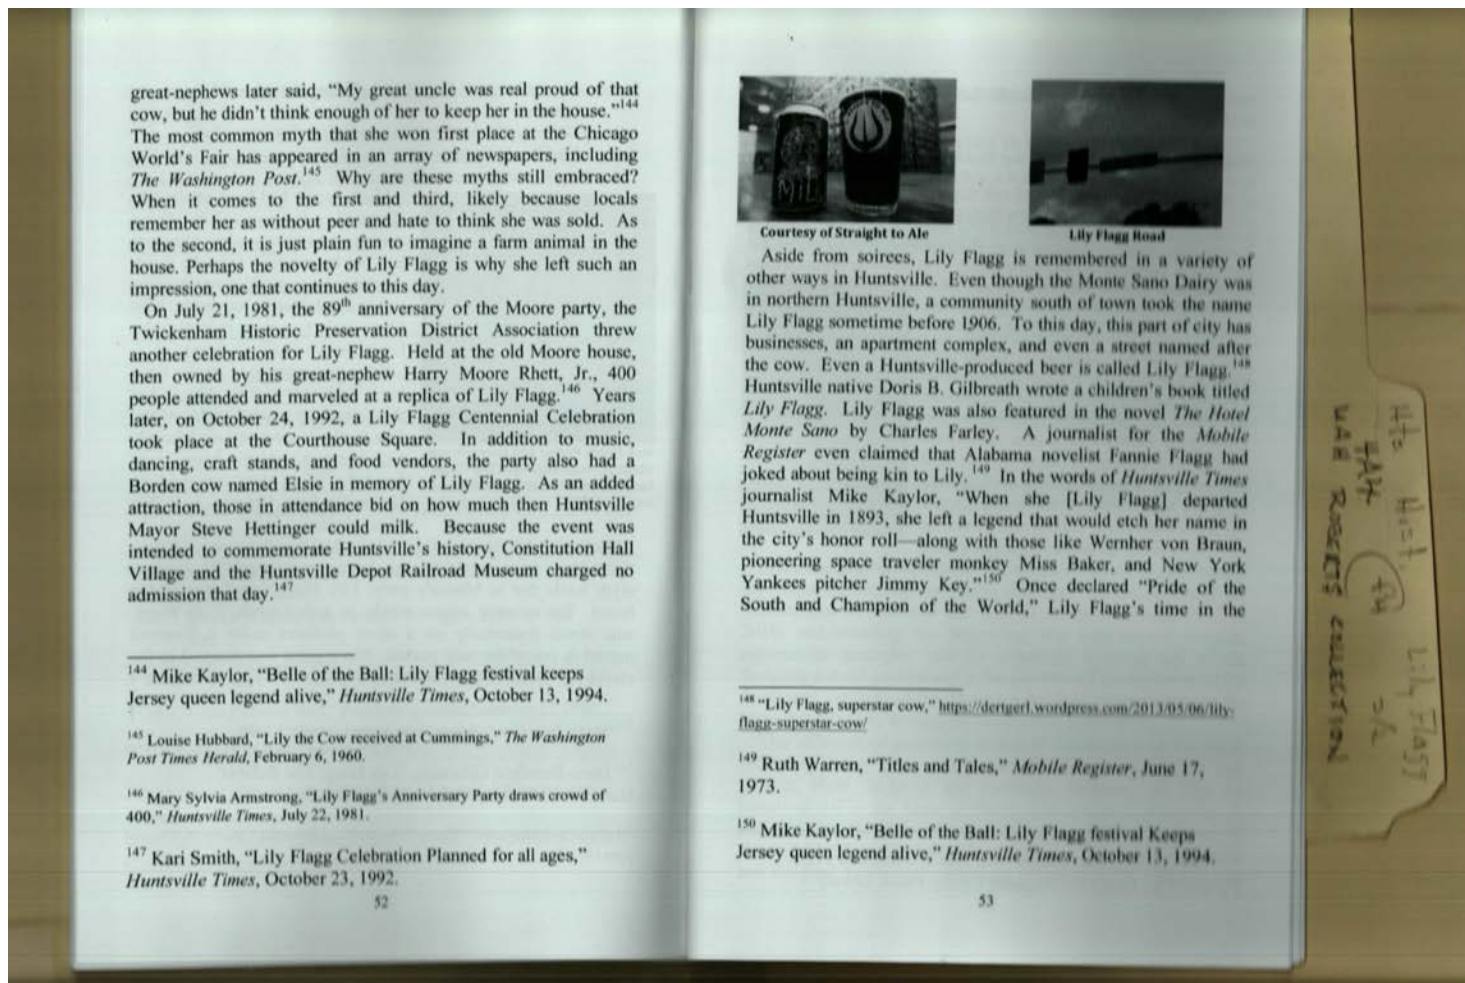 great-nephews later said, “My great uncle was real proud of that
cow, but he didn’t think enough of her to keep her in the house.”144
The most common myth that she won first place at the Chicago
World’s Fair has appeared in an array of newspapers, including
The Washington Post.145 Why are these myths still embraced?
When it comes to the first and third, likely because locals
remember her as without peer and hate to think she was sold. As
to the second, it is just plain fun to imagine a farm animal in the
house. Perhaps the novelty of Lily Flagg is why she left such an
impression, one that continues to this day.
On July 21, 1981, the 89th anniversary of the Moore party, the
Twickenham Historic Preservation District Association threw
another celebration for Lily Flagg. Held at the old Moore house,
then owned by his great-nephew Harry Moore Rhett, Jr., 400
people attended and marveled at a replica of Lily Flagg.146 Years
later, on October 24, 1992, a Lily Flagg Centennial Celebration
took place at the Courthouse Square. In addition to music,
dancing, craft stands, and food vendors, the party also had a
Borden cow named Elsie in memory of Lily Flagg. As an added
attraction, those in attendance bid on how much then Huntsville
Mayor Steve Hettinger could milk. Because the event was
intended to commemorate Huntsville’s history, Constitution Hall
Village and the Huntsville Depot Railroad Museum charged no
admission that day.147
144 Mike Kaylor, “Belle of the Ball: Lily Flagg festival keeps
Jersey queen legend alive,” Huntsville Times, October 13, 1994.
145 Louise Hubbard, “Lily the Cow received at Cummings,” The Washington
Post Times Herald, February 6, 1960.
146 Mary Sylvia Armstrong, “Lily Flagg’s Anniversary Party draws crowd of
400,” Huntsville Times, July 22, 1981.
147 Kari Smith, “Lily Flagg Celebration Planned for all ages,”
Huntsville Times, October 23, 1992.
52
Courtesy of Straight to Ale
Lily Flagg Road
Aside from soirees, Lily Flagg is remembered in a variety of
other ways in Huntsville. Even though the Monte Sano Dairy was
in northern Huntsville, a community south of town took the name
Lily Flagg sometime before 1906. To this day, this part of city has
businesses, an apartment complex, and even a street named after
the cow. Even a Huntsville-produced beer is called Lily Flagg.148
Huntsville native Doris B. Gilbreath wrote a children’s book titled
Lily Flagg. Lily Flagg was also featured in the novel The Hotel
Monte Sano by Charles Farley. A journalist for the Mobile
Register even claimed that Alabama novelist Fannie Flagg had
joked about being kin to Lily.149 In the words of Huntsville Times
journalist Mike Kaylor, “When she [Lily Flagg] departed
Huntsville in 1893, she left a legend that would etch her name in
the city’s honor roll—along with those like Wernher von Braun,
pioneering space traveler monkey Miss Baker, and New York
Yankees pitcher Jimmy Key.”150 Once declared “Pride of the
South and Champion of the World,” Lily Flagg’s time in the
148 “Lily Flagg, superstar cow,” https://dertgerl.wordpress.com/2013/05/06/lily-
flagg-superstar-cow/
149 Ruth Warren, “Titles and Tales,” Mobile Register, June 17,
1973.
150 Mike Kaylor, “Belle of the Ball: Lily Flagg festival Keeps
Jersey queen legend alive,” Huntsville Times, October 13, 1994.
53
Hist. Lily Flagg
ROBERTS COLLECTION